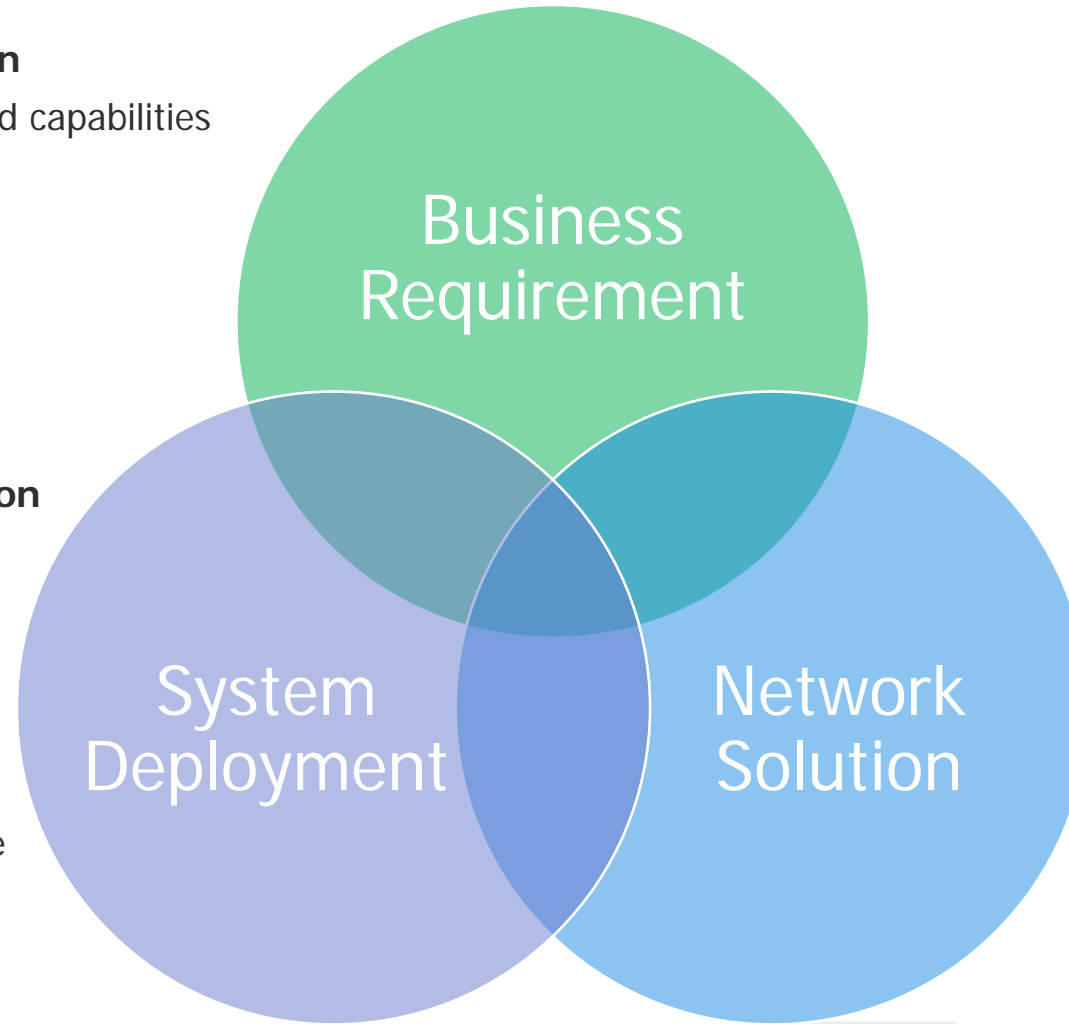 n
d capabilities
Business
Requirement
on
System
Deployment
Network
Solution
e